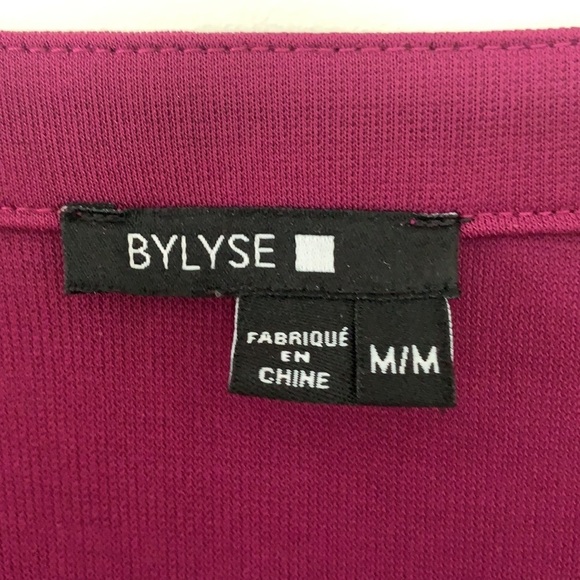 BYLYSE
FABRIQUÉ
EN
CHINE
M/M